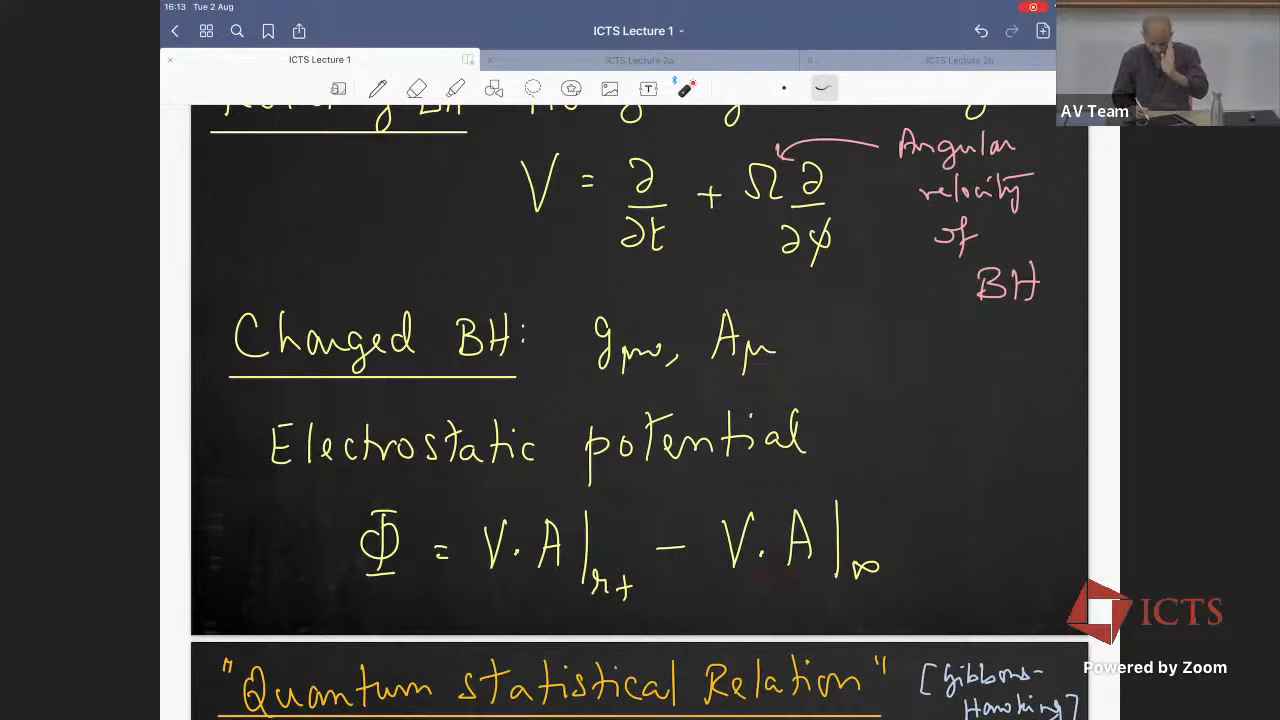 16:13 Tue 2 Aug
ICTS Lecture 1
ICTS Lecture 1
ICTS Lecture 2a
ICTS Lecture 2b
AV Team
V = ∂/∂t + Ω ∂/∂φ
Angular
velocity
of
BH
Charged BH: gμν, Aμ
Electrostatic potential
Φ = V·A|r+ − V·A|∞
ICTS
Powered by Zoom
"Quantum statistical Relation"
[Gibbons-
Hawking]